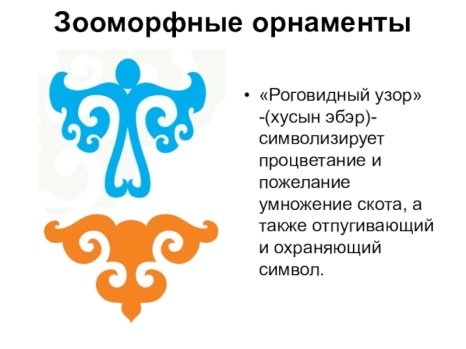 Зооморфные орнаменты
• «Роговидный узор»
-(хусын эбэр)-
символизирует
процветание и
пожелание
умножение скота, а
также отпугивающий
и охраняющий
символ.